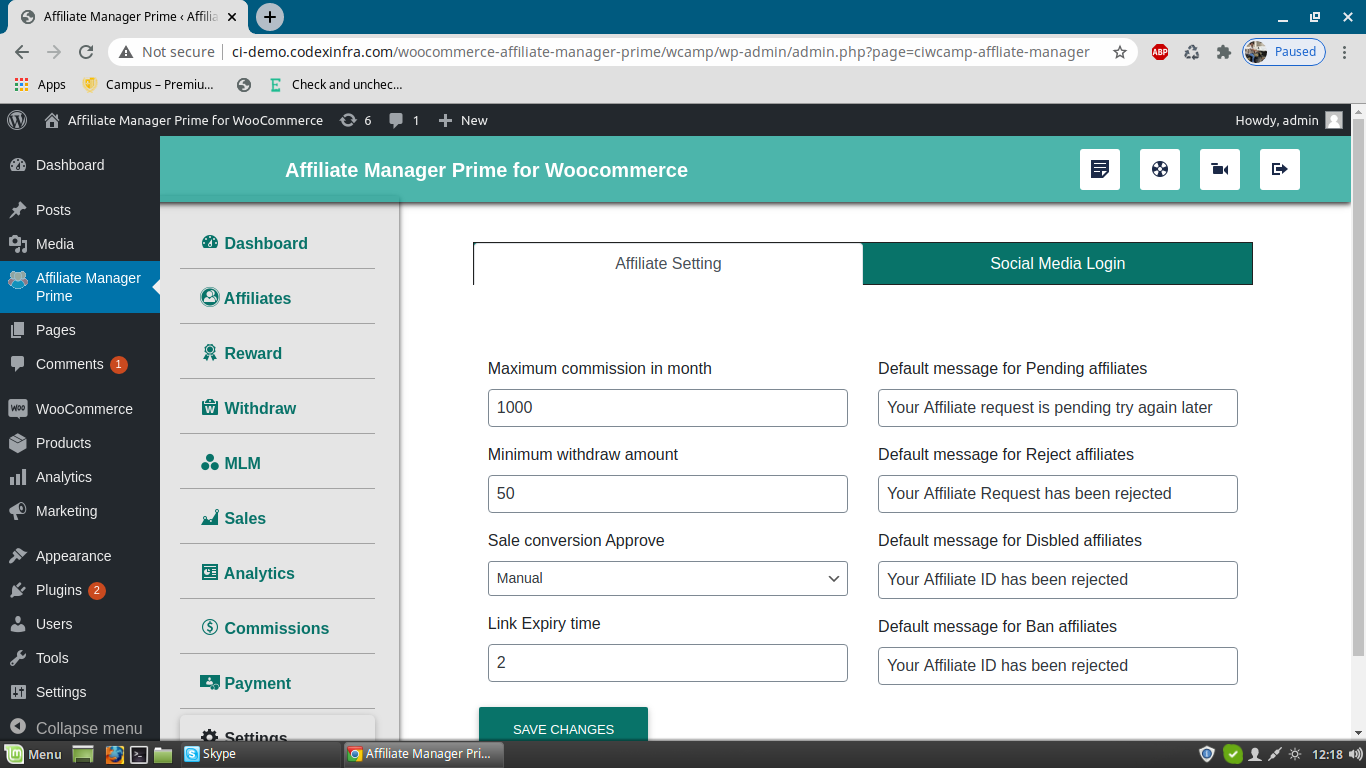 Affiliate Manager Prime ‹ Affilia
Not secure
ci-demo.codexinfra.com/woocommerce-affiliate-manager-prime/wcamp/wp-admin/admin.php?page=ciwcamp-affliate-manager
ABP
Paused
Apps
Campus – Premiu...
Check and unchec...
Affiliate Manager Prime for WooCommerce
6
1
New
Howdy, admin
Dashboard
Posts
Media
Affiliate Manager
Prime
Pages
Comments 1
WooCommerce
Products
Analytics
Marketing
Appearance
Plugins 2
Users
Tools
Settings
Collapse menu
Affiliate Manager Prime for Woocommerce
Dashboard
Affiliates
Reward
Withdraw
MLM
Sales
Analytics
Commissions
Payment
Settings
Affiliate Setting
Social Media Login
Maximum commission in month
1000
Minimum withdraw amount
50
Sale conversion Approve
Manual
Link Expiry time
2
Default message for Pending affiliates
Your Affiliate request is pending try again later
Default message for Reject affiliates
Your Affiliate Request has been rejected
Default message for Disbled affiliates
Your Affiliate ID has been rejected
Default message for Ban affiliates
Your Affiliate ID has been rejected
SAVE CHANGES
Menu
Skype
Affiliate Manager Pri...
12:18